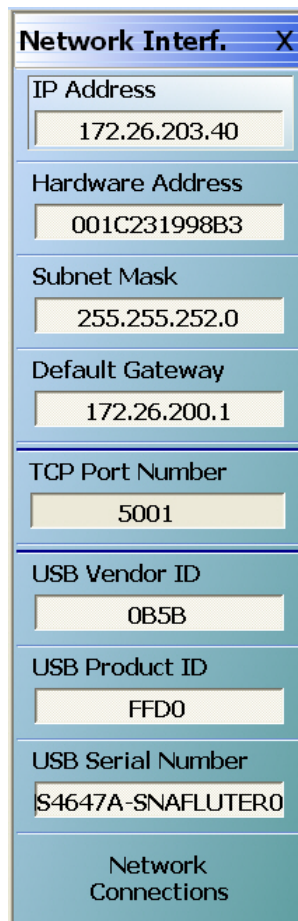 Network Interf. X
IP Address
172.26.203.40
Hardware Address
001C231998B3
Subnet Mask
255.255.252.0
Default Gateway
172.26.200.1
TCP Port Number
5001
USB Vendor ID
0B5B
USB Product ID
FFD0
USB Serial Number
S4647A-SNAFLUTER0
Network
Connections